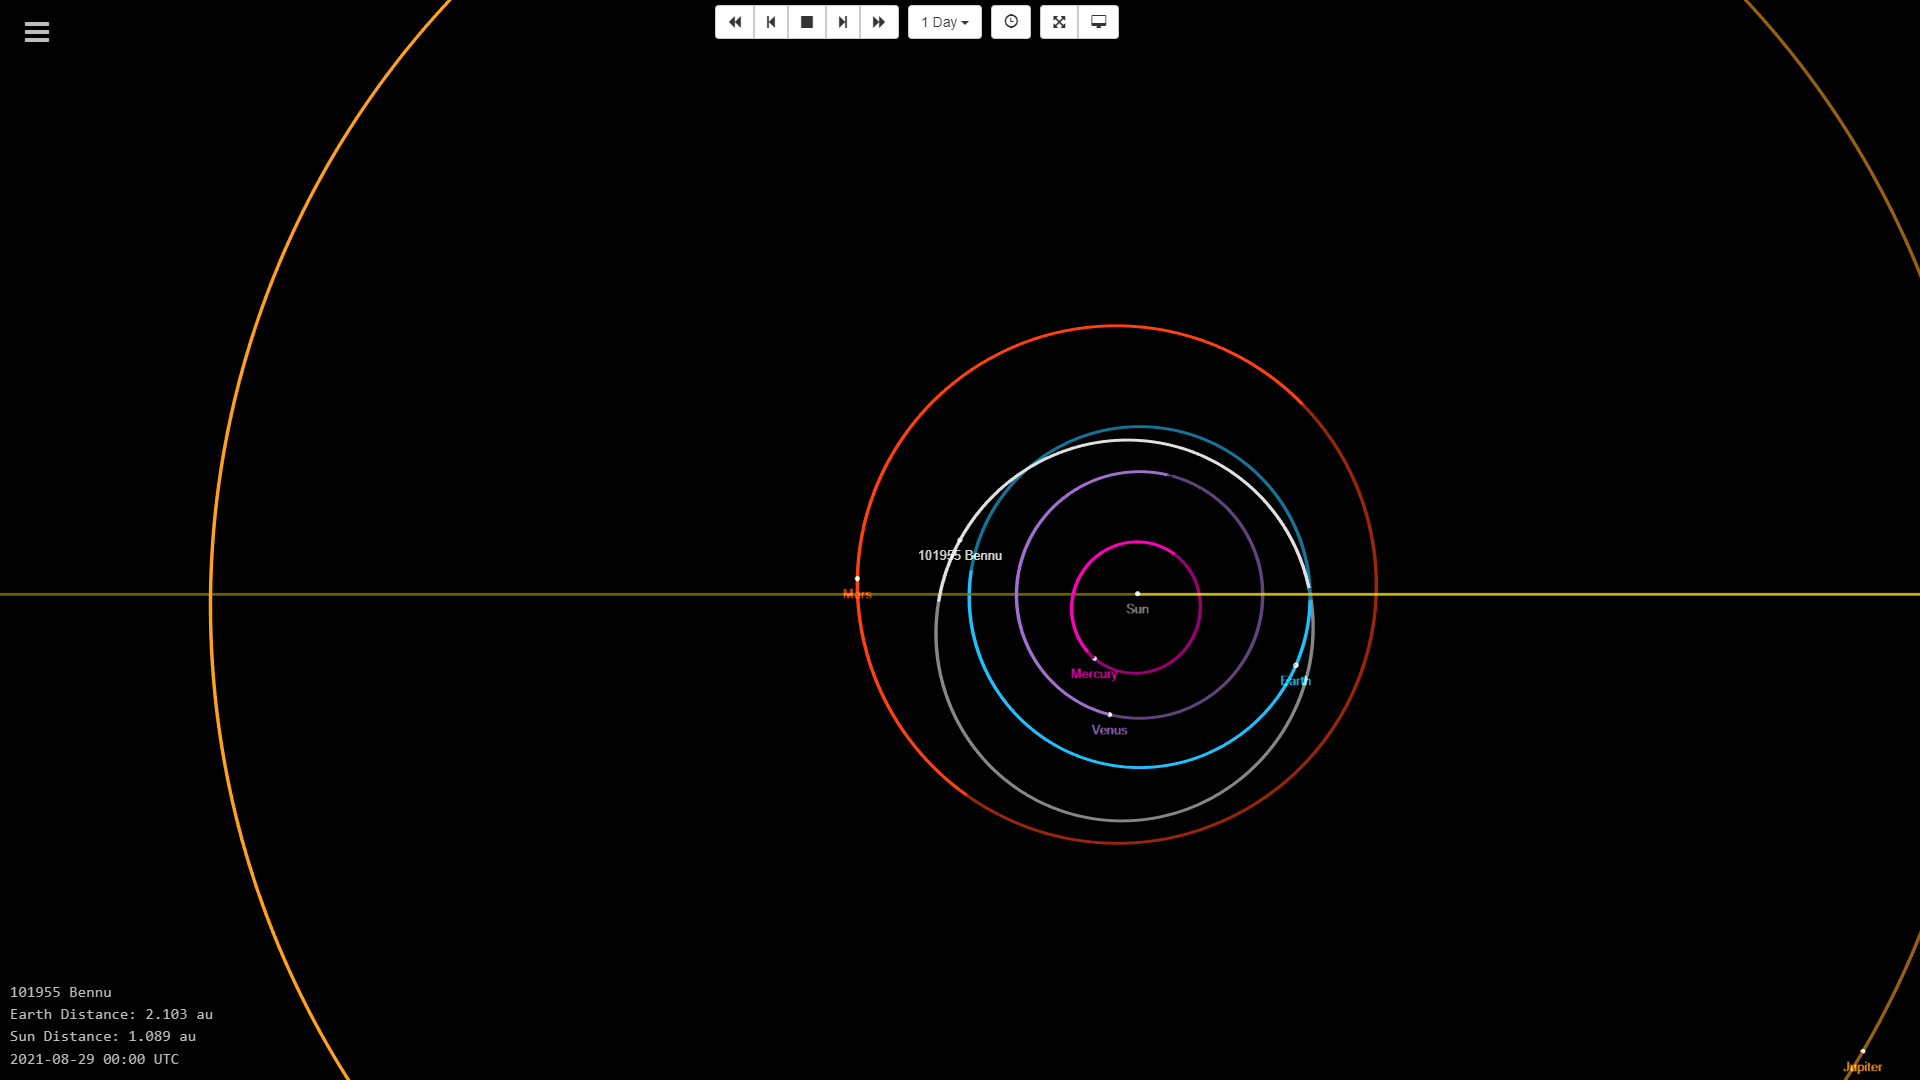 1 Day
101955 Bennu
Mars
Sun
Mercury
Earth
Venus
101955 Bennu
Earth Distance: 2.103 au
Sun Distance: 1.089 au
2021-08-29 00:00 UTC
Jupiter